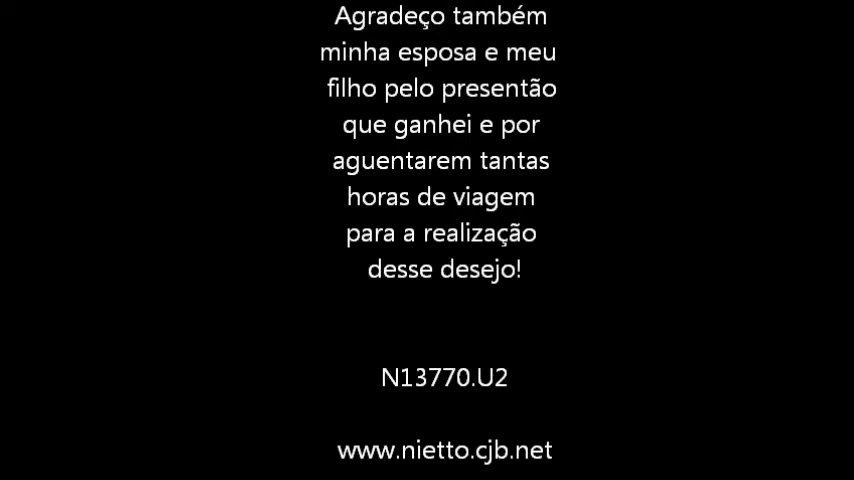 Agradeço também
minha esposa e meu
filho pelo presentão
que ganhei e por
aguentarem tantas
horas de viagem
para a realização
desse desejo!
N13770.U2
www.nietto.cjb.net